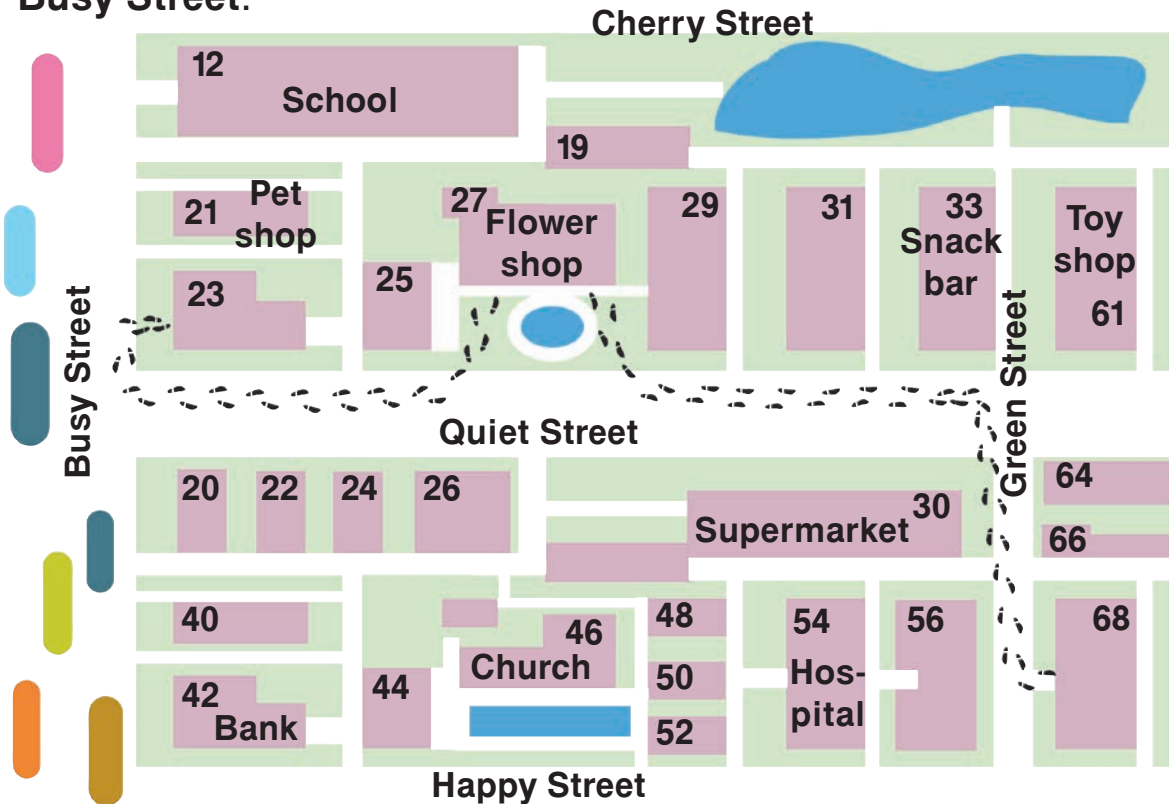 Busy Street.
Cherry Street
12
School
19
21
Pet
shop
27
Flower
shop
29
31
33
Snack
bar
Toy
shop
61
23
25
Busy Street
Green Street
Quiet Street
20
22
24
26
Supermarket
30
64
66
40
46
Church
48
54
Hos-
pital
56
68
42
Bank
44
50
52
Happy Street